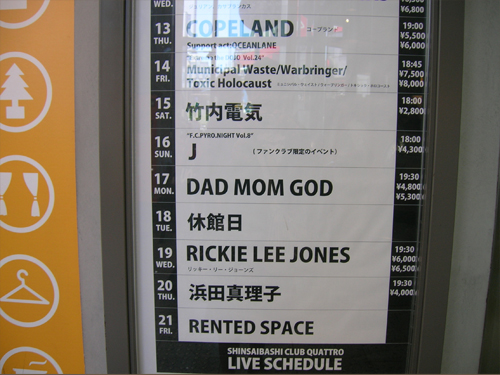 WED.
¥6,800
13 THU.
COPELAND
コープランド
Support act:OCEANLANE
19:00
¥5,500
¥6,000
14 FRI.
Municipal Waste/Warbringer/
Toxic Holocaust
18:45
¥7,500
¥8,000
15 SAT.
竹内電気
18:00
¥2,800
16 SUN.
"F.C.PYRO.NIGHT Vol.8"
J
(ファンクラブ限定のイベント)
18:00
¥4,300
17 MON.
DAD MOM GOD
19:30
¥4,800
¥5,300
18 TUE.
休館日
19 WED.
RICKIE LEE JONES
リッキー・リー・ジョーンズ
19:30
¥6,000
¥6,500
20 THU.
浜田真理子
19:30
¥4,000
21 FRI.
RENTED SPACE
SHINSAIBASHI CLUB QUATTRO
LIVE SCHEDULE